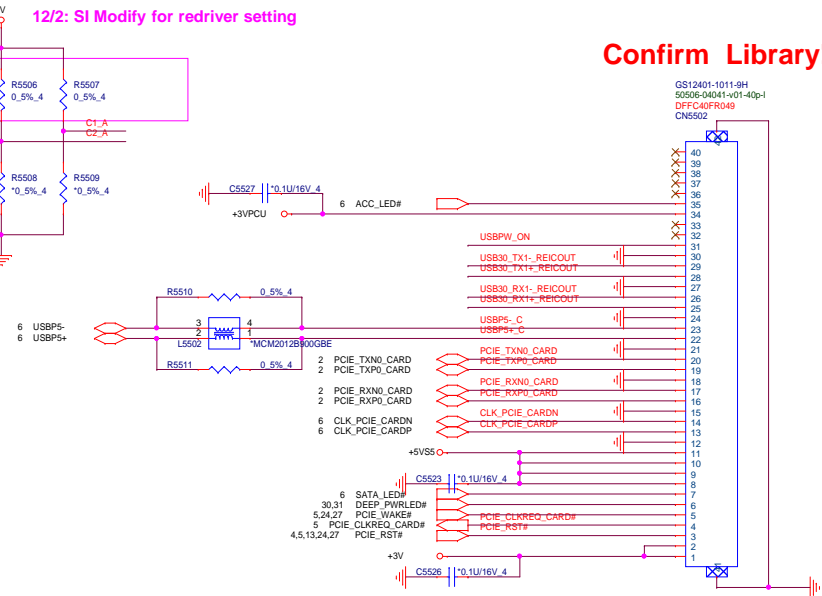 V
12/2: SI Modify for redriver setting
Confirm Library
GS12401-1011-9H
50506-04041-v01-40p-l
DFFC40FR049
CN5502
R5506
0_5%_4
R5507
0_5%_4
C1_A
C2_A
R5508
*0_5%_4
R5509
*0_5%_4
C5527
*0.1U/16V_4
+3VPCU
6 ACC_LED#
40
39
38
37
36
35
34
33
32
31
30
29
28
27
26
25
24
23
22
21
20
19
18
17
16
15
14
13
12
11
10
9
8
7
6
5
4
3
2
1
USBPW_ON
USB30_TX1-_REICOUT
USB30_TX1+_REICOUT
USB30_RX1-_REICOUT
USB30_RX1+_REICOUT
USBP5-_C
USBP5+_C
R5510
0_5%_4
6 USBP5-
6 USBP5+
3
2
4
1
L5502
*MCM2012B900GBE
R5511
0_5%_4
2 PCIE_TXN0_CARD
2 PCIE_TXP0_CARD
PCIE_TXN0_CARD
PCIE_TXP0_CARD
2 PCIE_RXN0_CARD
2 PCIE_RXP0_CARD
PCIE_RXN0_CARD
PCIE_RXP0_CARD
6 CLK_PCIE_CARDN
6 CLK_PCIE_CARDP
CLK_PCIE_CARDN
CLK_PCIE_CARDP
+5VS5
C5523
*0.1U/16V_4
6 SATA_LED#
30,31 DEEP_PWRLED#
5,24,27 PCIE_WAKE#
5 PCIE_CLKREQ_CARD#
4,5,13,24,27 PCIE_RST#
PCIE_CLKREQ_CARD#
PCIE_RST#
+3V
C5526
*0.1U/16V_4